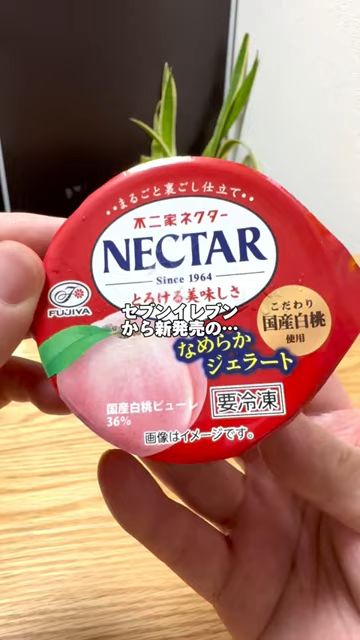 まるごと裏ごし仕立て
不二家ネクター
NECTAR
Since 1964
とろける美味しさ
セブンイレブン
から新発売の…
FUJIYA
こだわり
国産白桃
使用
なめらか
ジェラート
国産白桃ピューレ
36%
要冷凍
画像はイメージです。